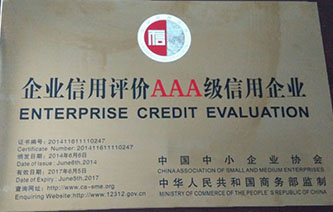 企业信用评价AAA级信用企业
ENTERPRISE CREDIT EVALUATION
证书编号：201411611110247
Certificate Number：201411611110247
颁发日期：2014年6月6日
Date of issue：June6th,2014
有效日期：2017年6月5日
Date of Expiry：June5th,2017
查询网址：http://www.cs-eme.org
Enquiring Website:http://www.12312.gov.cn
中国中小企业协会
CHINA ASSOCIATION OF SMALL AND MEDIUM ENTERPRISES
中华人民共和国商务部监制
MINISTRY OF COMMERCE OF THE PEOPLE'S REPUBLIC OF CHINA